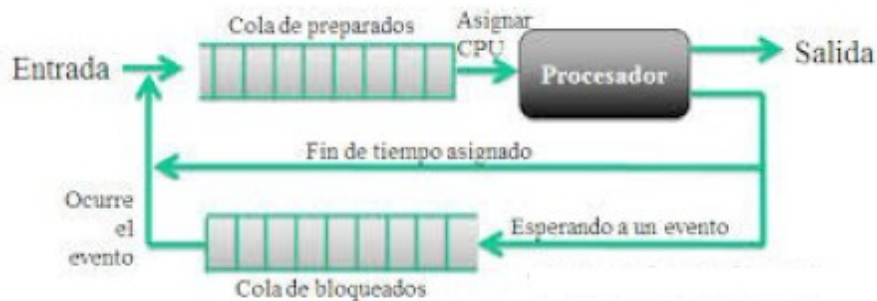 Cola de preparados
Asignar
CPU
Entrada
Procesador
Salida
Fin de tiempo asignado
Ocurre
el
evento
Esperando a un evento
Cola de bloqueados